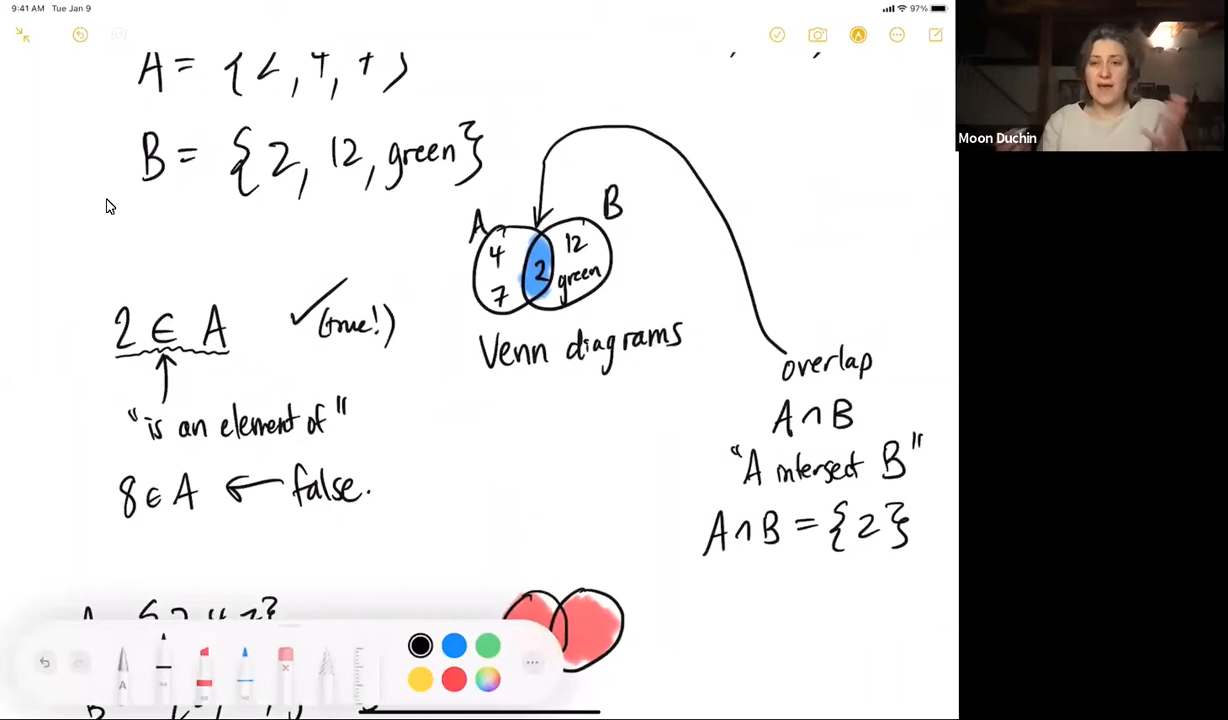 9:41 AM Tue Jan 9
97%
A = {2, 4, 7}
B = {2, 12, green}
Moon Duchin
A
B
4
12
2
green
7
Venn diagrams
2 ∈ A ✓ (true!)
"is an element of"
8 ∈ A ← false.
overlap
A ∩ B
"A intersect B"
A ∩ B = {2}